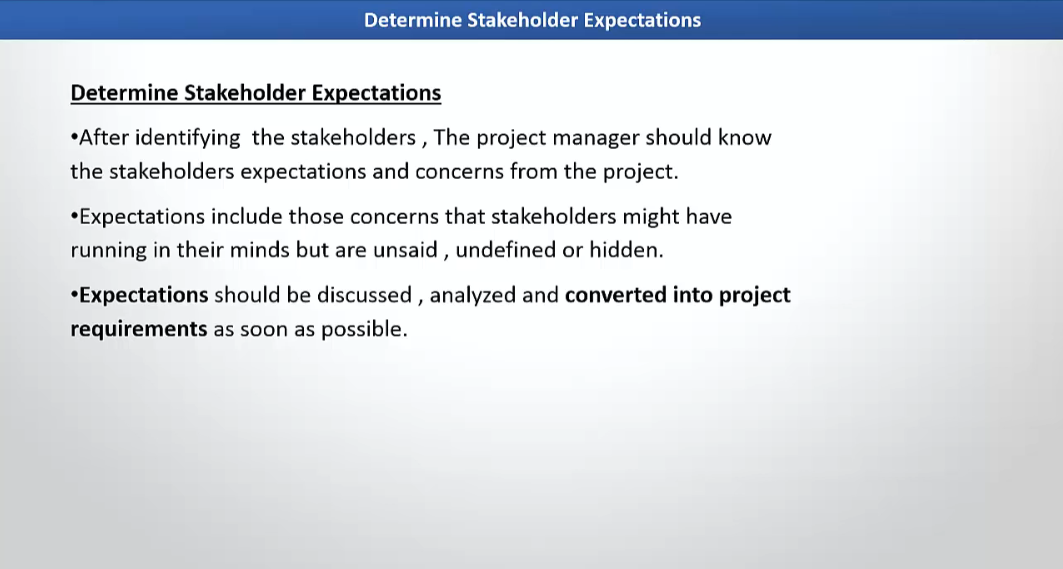 Determine Stakeholder Expectations
Determine Stakeholder Expectations
•After identifying  the stakeholders , The project manager should know
the stakeholders expectations and concerns from the project.
•Expectations include those concerns that stakeholders might have
running in their minds but are unsaid , undefined or hidden.
•Expectations should be discussed , analyzed and converted into project
requirements as soon as possible.